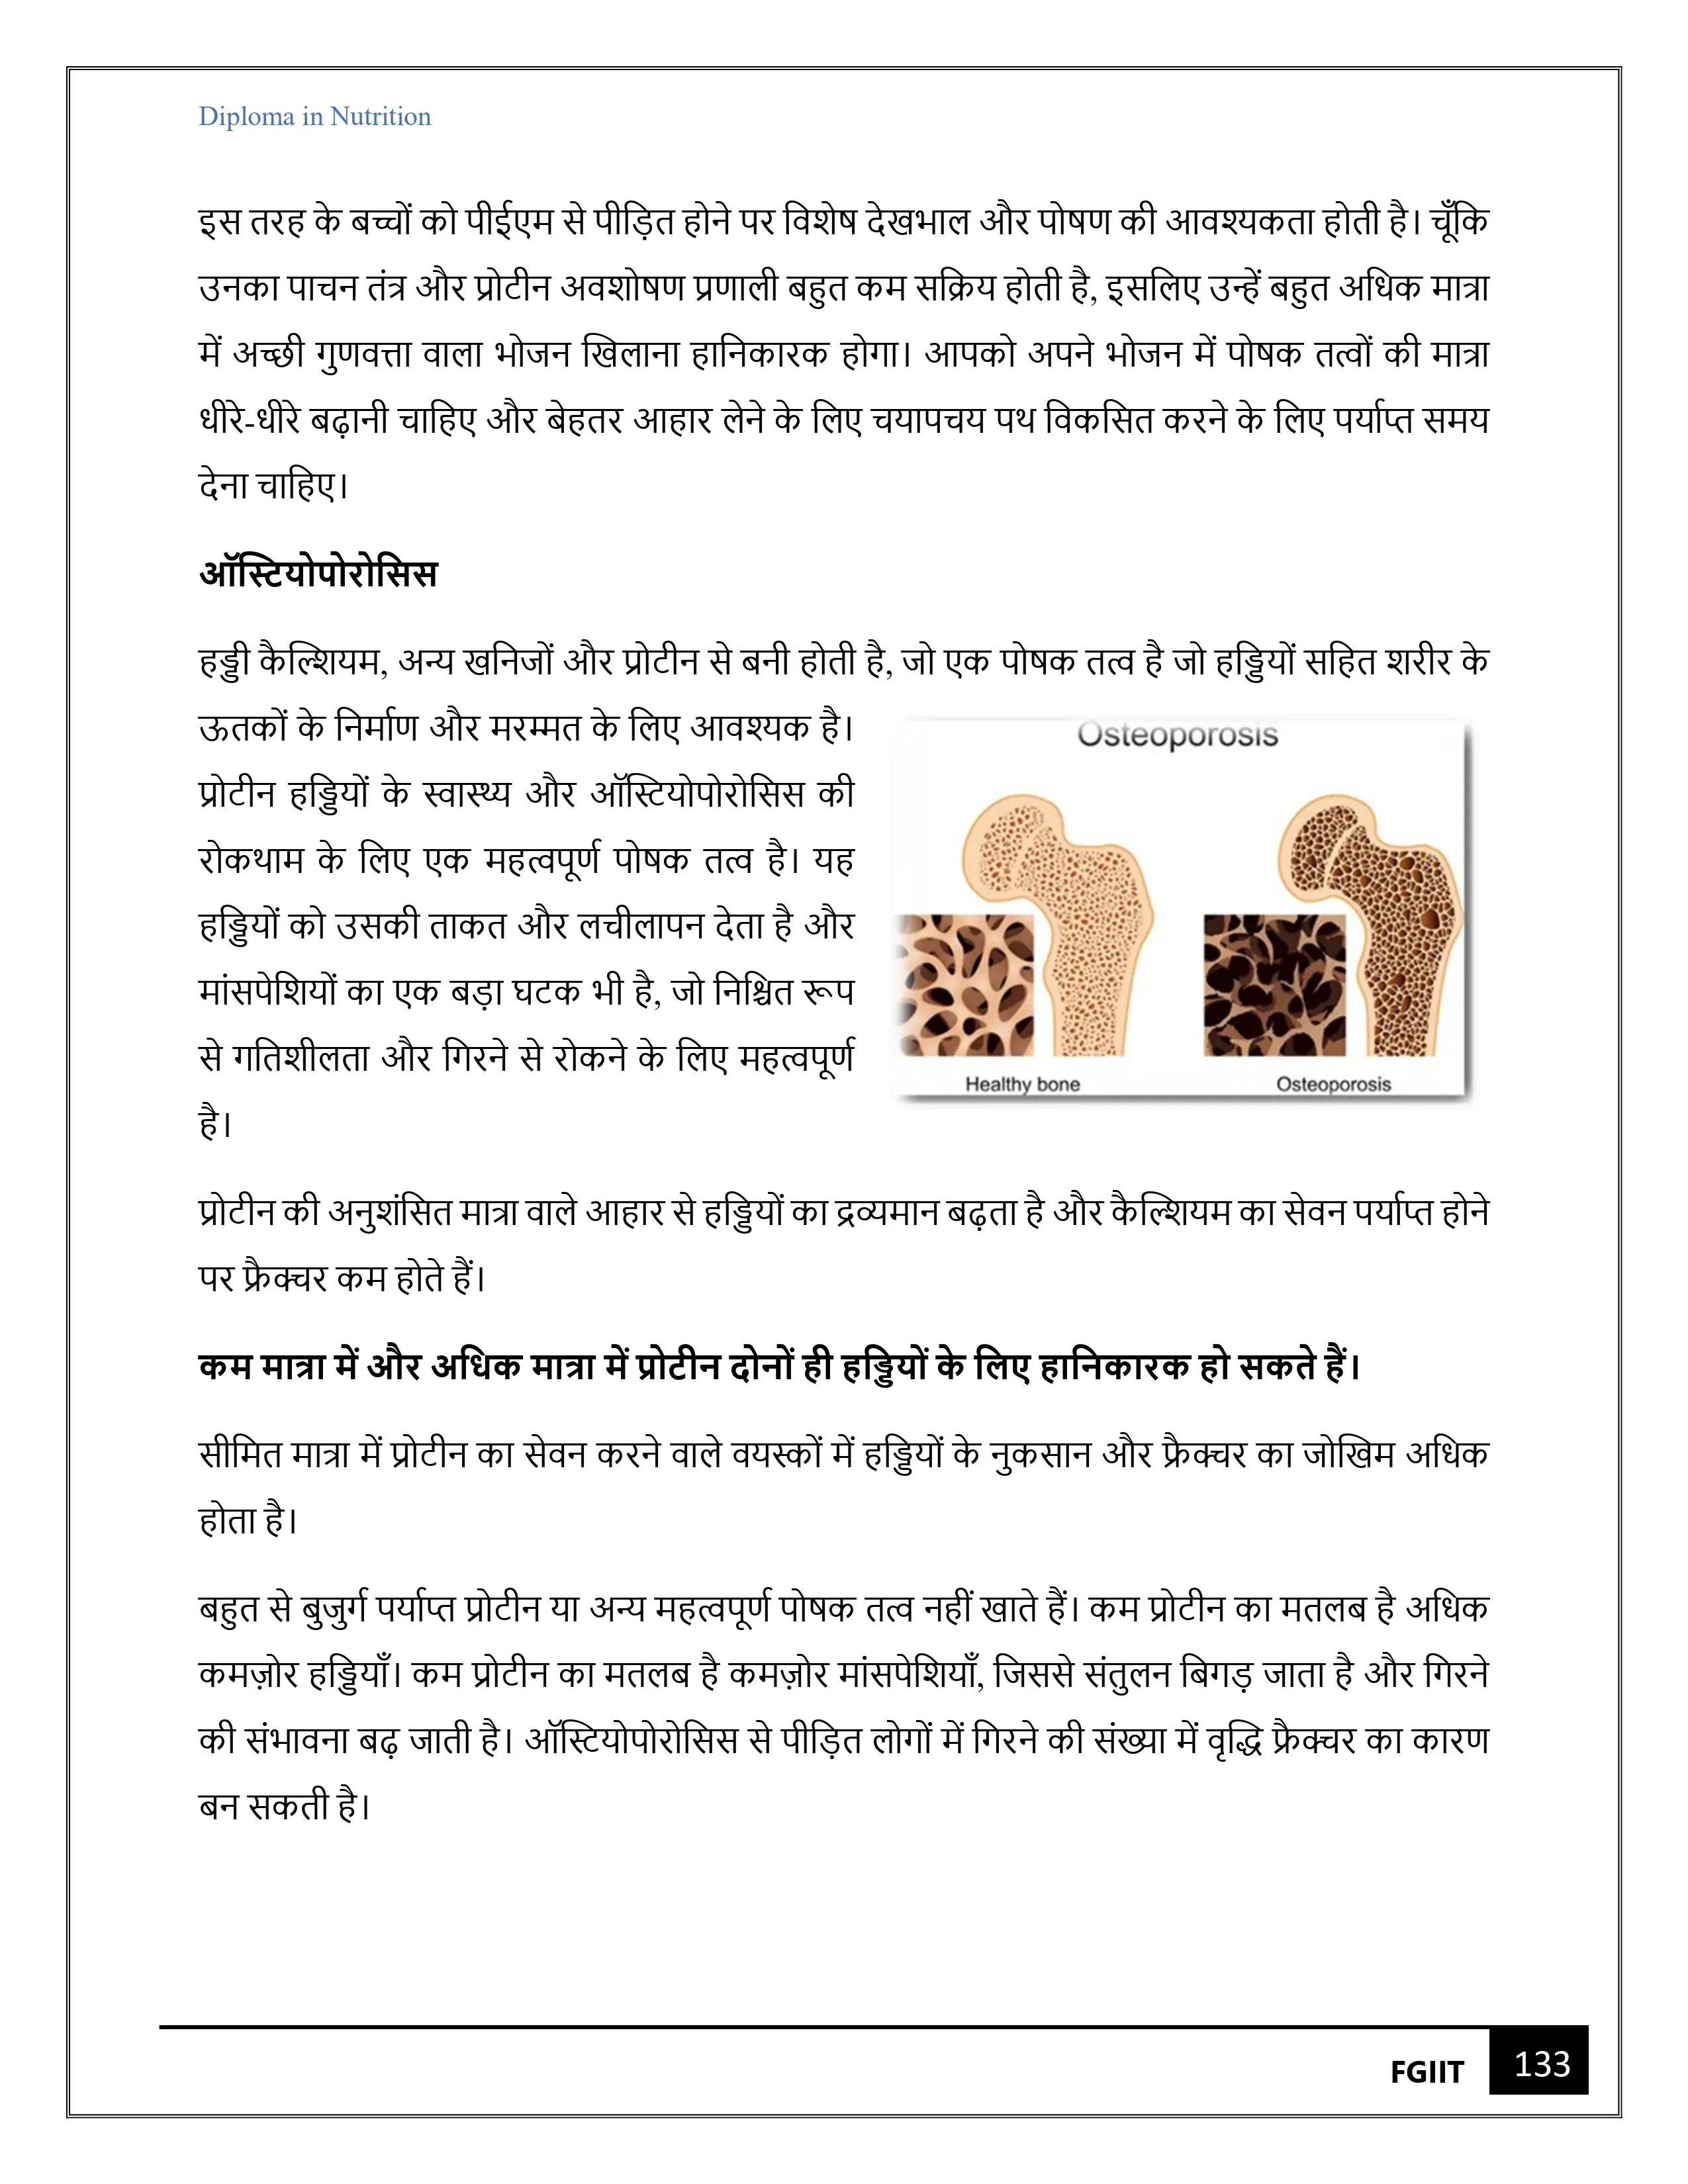 Diploma in Nutrition
इस तरह के बच्चों को पीईएम से पीड़ित होने पर विशेष देखभाल और पोषण की आवश्यकता होती है। चूँकि
उनका पाचन तंत्र और प्रोटीन अवशोषण प्रणाली बहुत कम सक्रिय होती है, इसलिए उन्हें बहुत अधिक मात्रा
में अच्छी गुणवत्ता वाला भोजन खिलाना हानिकारक होगा। आपको अपने भोजन में पोषक तत्वों की मात्रा
धीरे-धीरे बढ़ानी चाहिए और बेहतर आहार लेने के लिए चयापचय पथ विकसित करने के लिए पर्याप्त समय
देना चाहिए।
ऑस्टियोपोरोसिस
हड्डी कैल्शियम, अन्य खनिजों और प्रोटीन से बनी होती है, जो एक पोषक तत्व है जो हड्डियों सहित शरीर के
ऊतकों के निर्माण और मरम्मत के लिए आवश्यक है।
प्रोटीन हड्डियों के स्वास्थ्य और ऑस्टियोपोरोसिस की
रोकथाम के लिए एक महत्वपूर्ण पोषक तत्व है। यह
हड्डियों को उसकी ताकत और लचीलापन देता है और
मांसपेशियों का एक बड़ा घटक भी है, जो निश्चित रूप
से गतिशीलता और गिरने से रोकने के लिए महत्वपूर्ण
है।
Osteoporosis
Healthy bone
Osteoporosis
प्रोटीन की अनुशंसित मात्रा वाले आहार से हड्डियों का द्रव्यमान बढ़ता है और कैल्शियम का सेवन पर्याप्त होने
पर फ्रैक्चर कम होते हैं।
कम मात्रा में और अधिक मात्रा में प्रोटीन दोनों ही हड्डियों के लिए हानिकारक हो सकते हैं।
सीमित मात्रा में प्रोटीन का सेवन करने वाले वयस्कों में हड्डियों के नुकसान और फ्रैक्चर का जोखिम अधिक
होता है।
बहुत से बुजुर्ग पर्याप्त प्रोटीन या अन्य महत्वपूर्ण पोषक तत्व नहीं खाते हैं। कम प्रोटीन का मतलब है अधिक
कमज़ोर हड्डियाँ। कम प्रोटीन का मतलब है कमज़ोर मांसपेशियाँ, जिससे संतुलन बिगड़ जाता है और गिरने
की संभावना बढ़ जाती है। ऑस्टियोपोरोसिस से पीड़ित लोगों में गिरने की संख्या में वृद्धि फ्रैक्चर का कारण
बन सकती है।
FGIIT
133